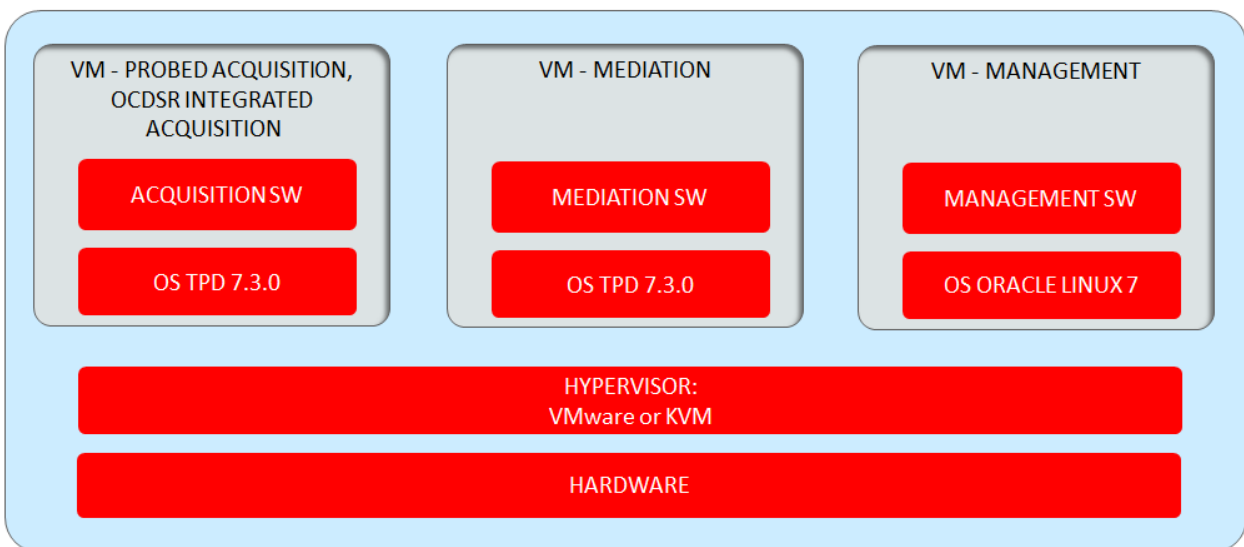 VM - PROBED ACQUISITION,
OCDSR INTEGRATED
ACQUISITION
ACQUISITION SW
OS TPD 7.3.0
VM - MEDIATION
MEDIATION SW
OS TPD 7.3.0
VM - MANAGEMENT
MANAGEMENT SW
OS ORACLE LINUX 7
HYPERVISOR:
VMware or KVM
HARDWARE